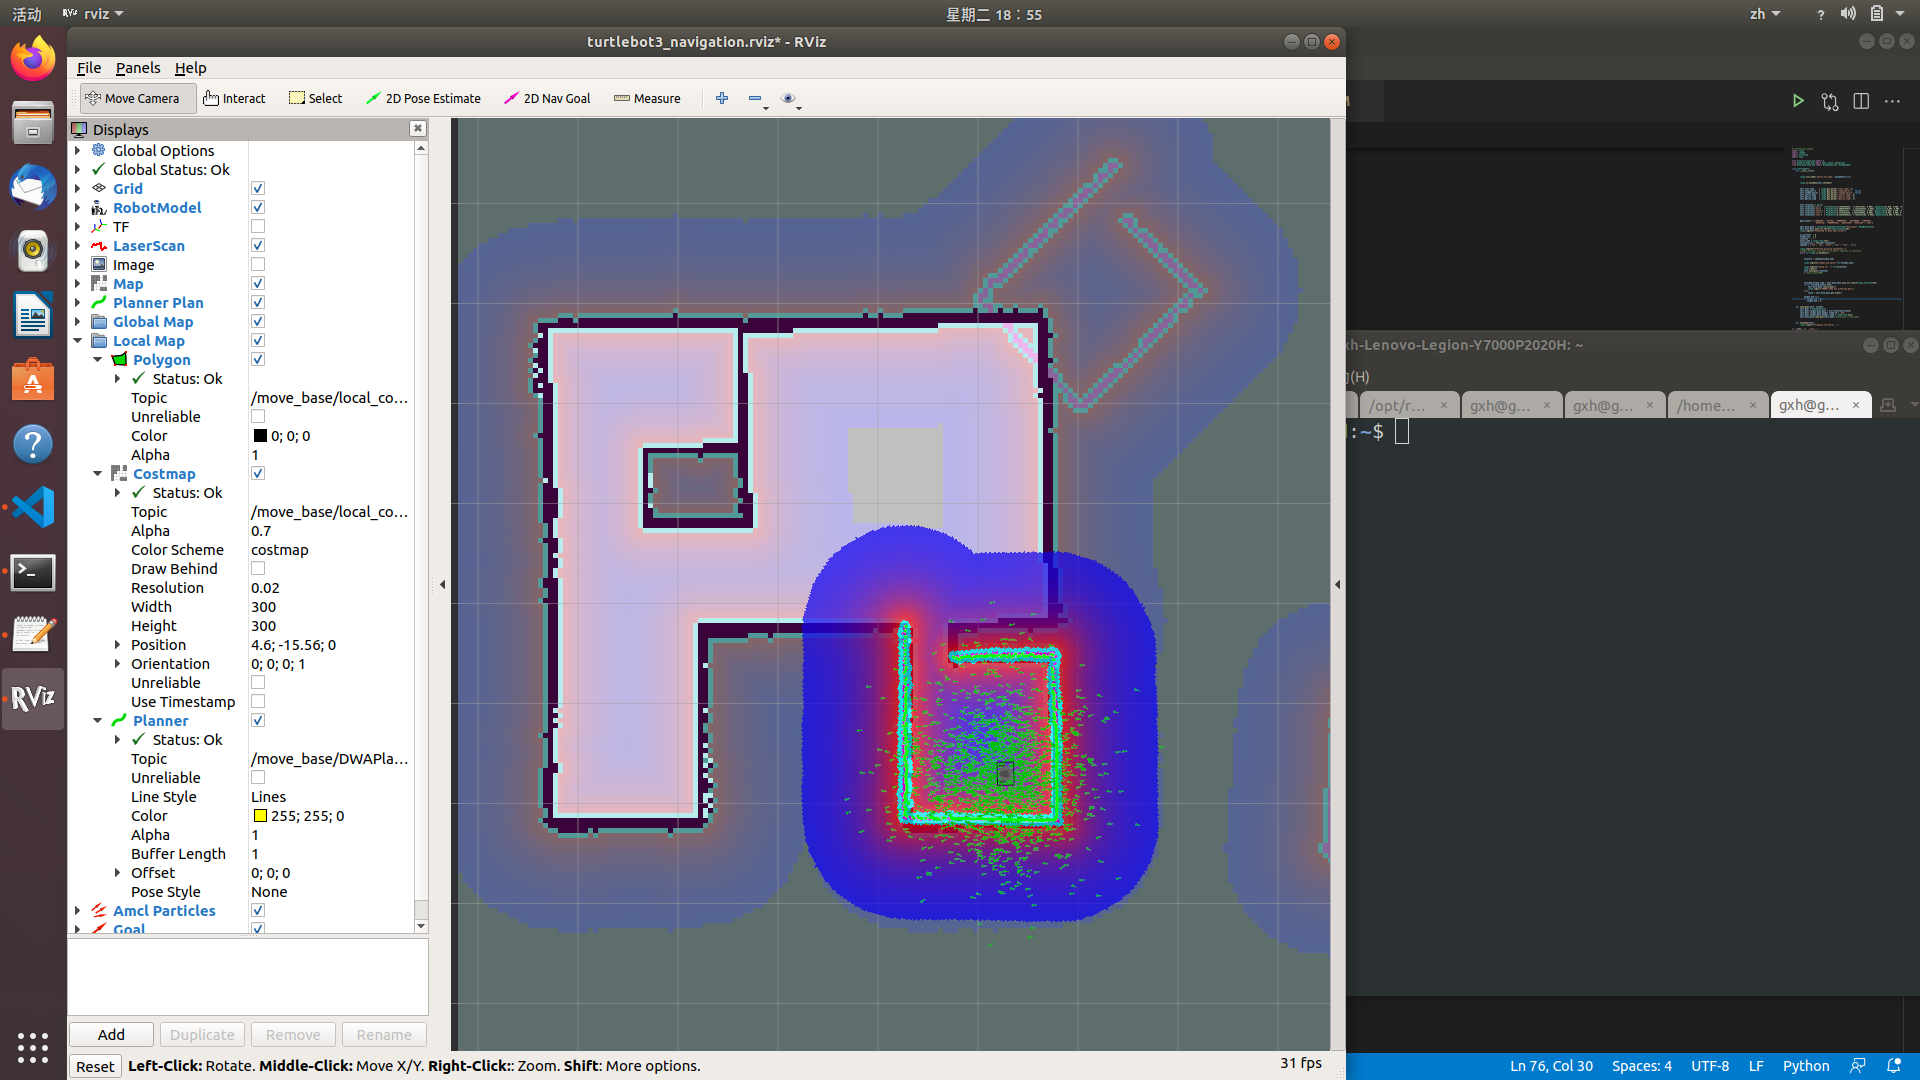 活动
rviz
星期二 18：55
zh
turtlebot3_navigation.rviz* - RViz
File Panels Help
Move Camera Interact Select 2D Pose Estimate 2D Nav Goal Measure
Displays
Global Options
Global Status: Ok
Grid
RobotModel
TF
LaserScan
Image
Map
Planner Plan
Global Map
Local Map
Polygon
Status: Ok
Topic /move_base/local_co…
Unreliable
Color 0; 0; 0
Alpha 1
Costmap
Status: Ok
Topic /move_base/local_co…
Alpha 0.7
Color Scheme costmap
Draw Behind
Resolution 0.02
Width 300
Height 300
Position 4.6; -15.56; 0
Orientation 0; 0; 0; 1
Unreliable
Use Timestamp
Planner
Status: Ok
Topic /move_base/DWAPla…
Unreliable
Line Style Lines
Color 255; 255; 0
Alpha 1
Buffer Length 1
Offset 0; 0; 0
Pose Style None
Amcl Particles
Goal
Add Duplicate Remove Rename
Reset Left-Click: Rotate. Middle-Click: Move X/Y. Right-Click:: Zoom. Shift: More options.
31 fps
RViz
xh-Lenovo-Legion-Y7000P2020H: ~
(H)
/opt/r… gxh@g… gxh@g… /home… gxh@g…
:~$
Ln 76, Col 30 Spaces: 4 UTF-8 LF Python